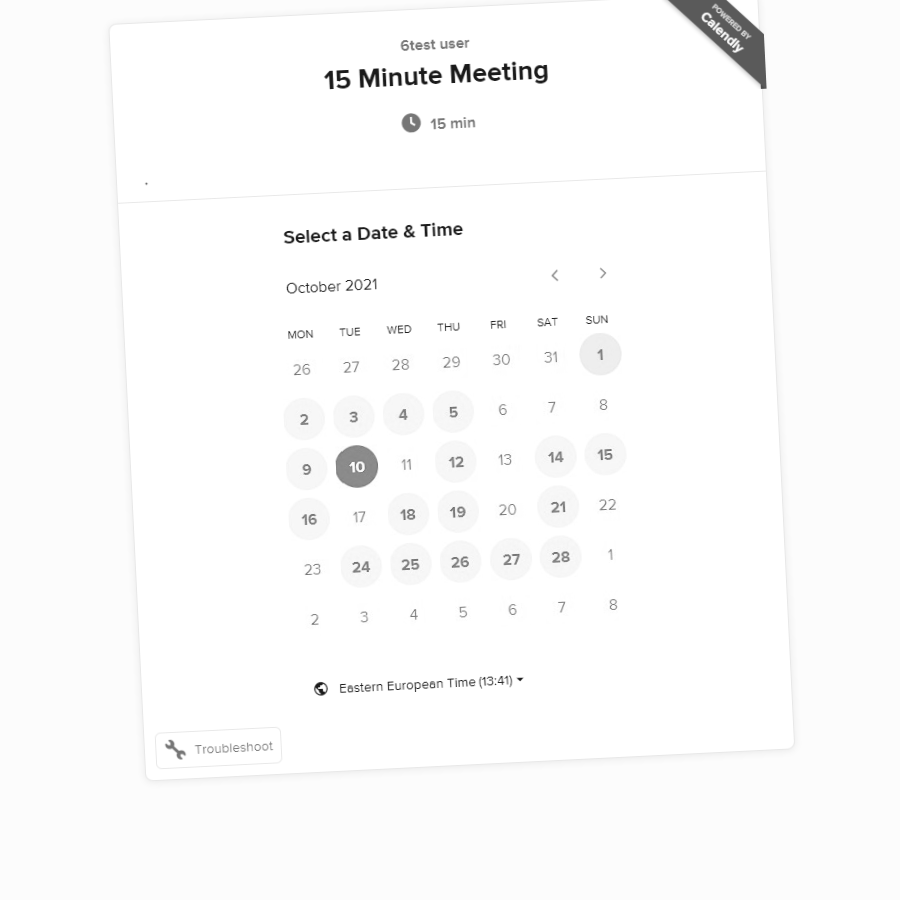 POWERED BY
Calendly
6test user
15 Minute Meeting
15 min
Select a Date & Time
October 2021
MON TUE WED THU FRI SAT SUN
26 27 28 29 30 31 1
2 3 4 5 6 7 8
9 10 11 12 13 14 15
16 17 18 19 20 21 22
23 24 25 26 27 28 1
2 3 4 5 6 7 8
Eastern European Time (13:41)
Troubleshoot